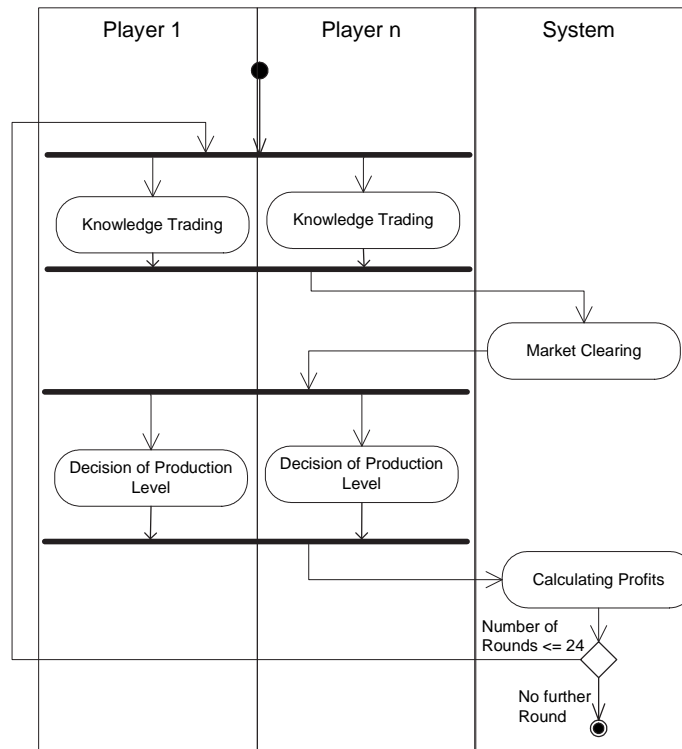 Player 1
Player n
System
Knowledge Trading
Knowledge Trading
Market Clearing
Decision of Production
Level
Decision of Production
Level
Calculating Profits
Number of
Rounds <= 24
No further
Round